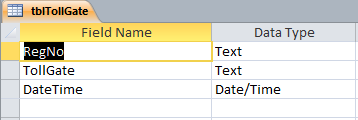 tblTollGate
Field Name Data Type
RegNo Text
TollGate Text
DateTime Date/Time